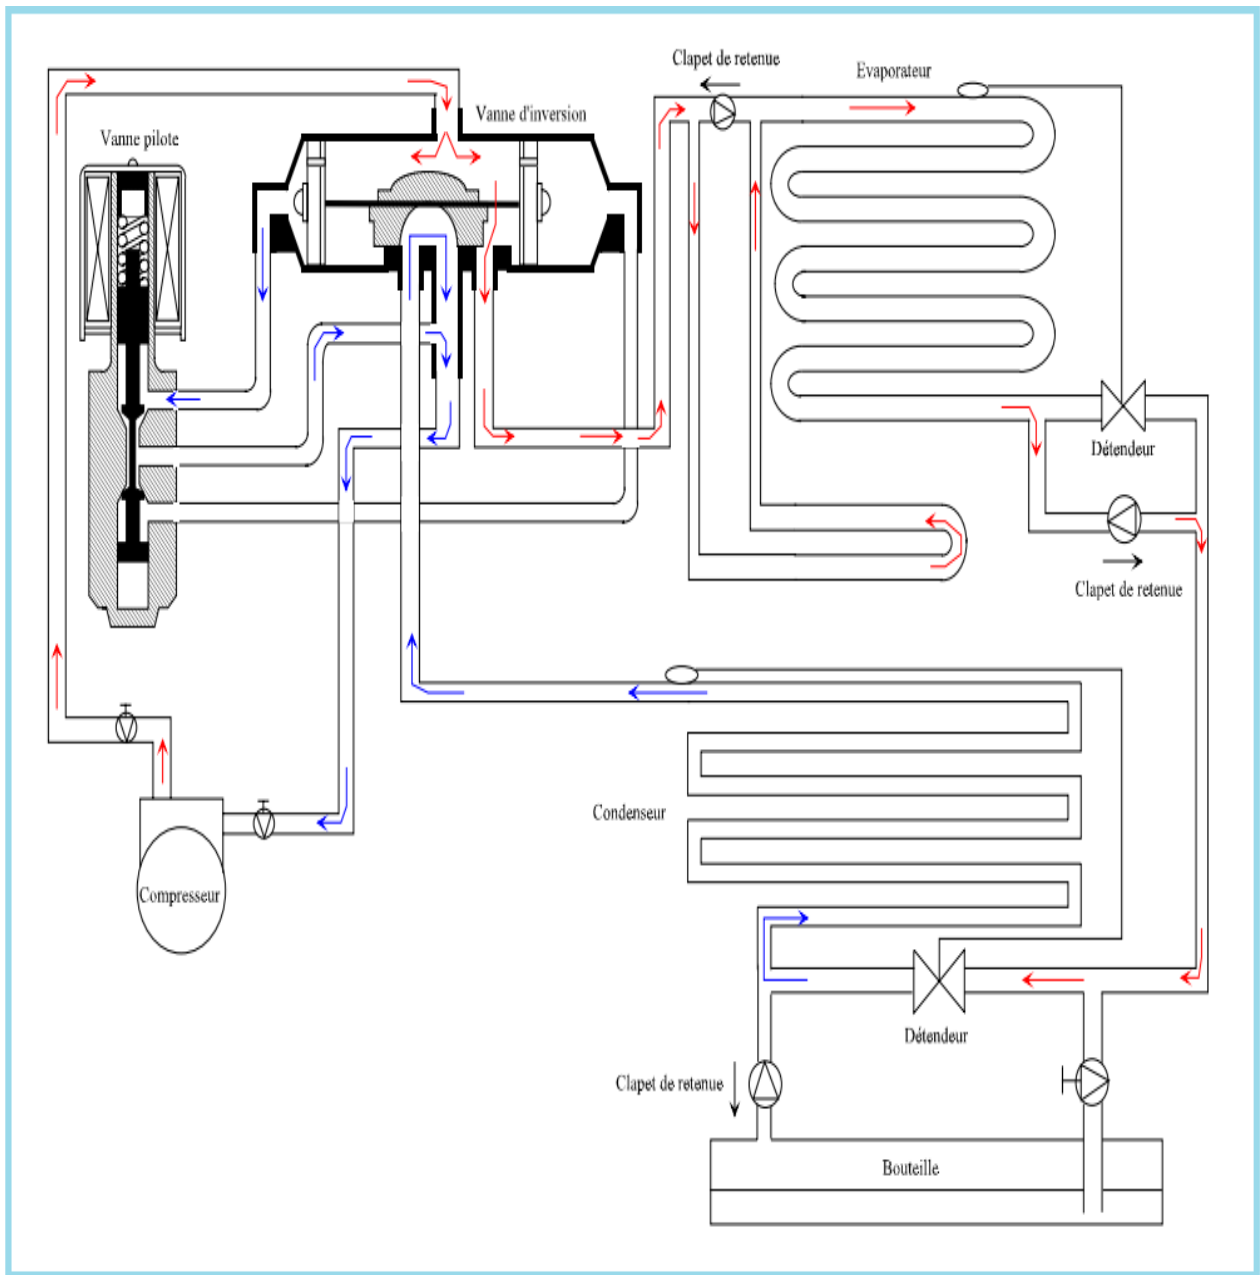 Clapet de retenue
Evaporateur
Vanne d'inversion
Vanne pilote
Détendeur
Clapet de retenue
Condenseur
Compresseur
Détendeur
Clapet de retenue
Bouteille